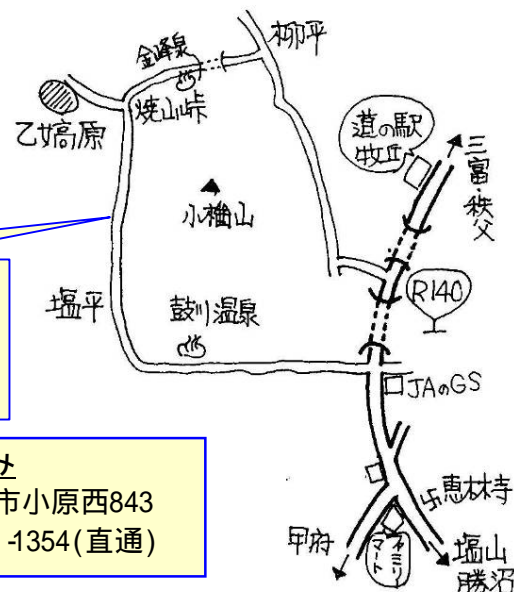 柳平
金峰泉
焼山峠
乙女高原
道の駅
牧丘
三富・秩父
小楢山
R140
塩平
鼓川温泉
JAのGS
市小原西843
-1354(直通)
卍恵林寺
甲府
ファミリーマート
塩山
勝沼